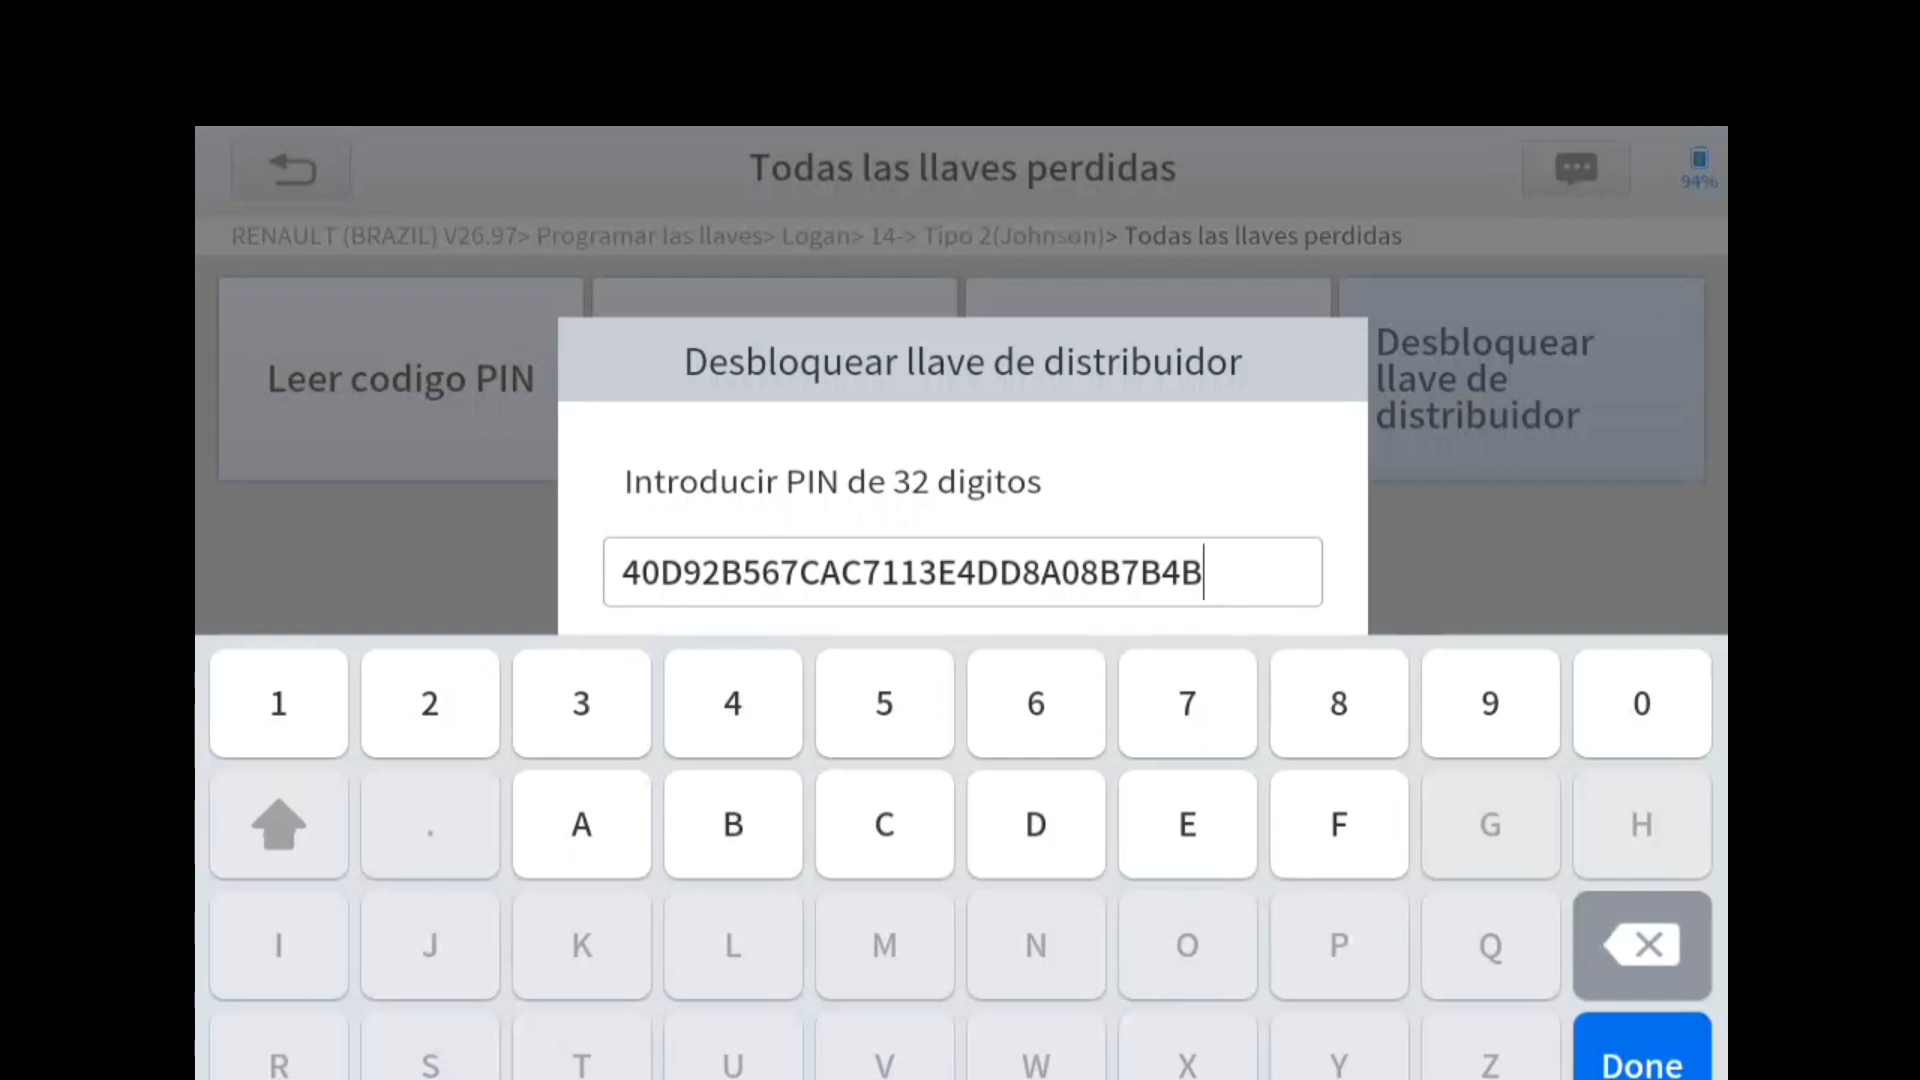 Todas las llaves perdidas
94%
RENAULT (BRAZIL) V26.97> Programar las llaves> Logan> 14-> Tipo 2(Johnson)> Todas las llaves perdidas
Leer codigo PIN
Desbloquear
llave de
distribuidor
Desbloquear llave de distribuidor
Introducir PIN de 32 digitos
40D92B567CAC7113E4DD8A08B7B4B
1 2 3 4 5 6 7 8 9 0
. A B C D E F G H
I J K L M N O P Q
R S T U V W X Y Z Done